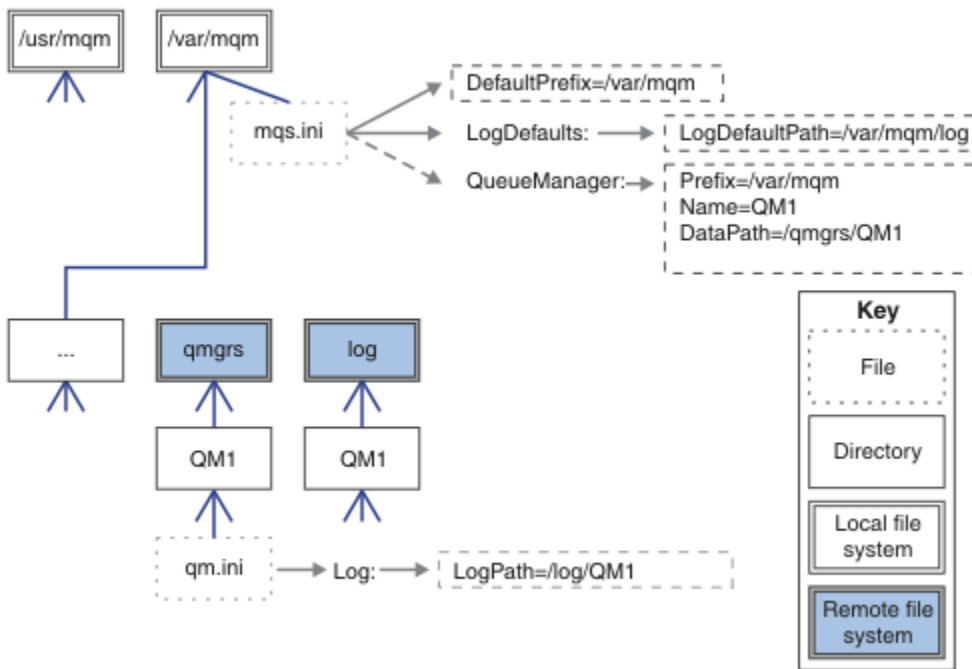 /usr/mqm
/var/mqm
mqs.ini
DefaultPrefix=/var/mqm
LogDefaults:
LogDefaultPath=/var/mqm/log
QueueManager:
Prefix=/var/mqm
Name=QM1
DataPath=/qmgrs/QM1
...
qmgrs
log
QM1
QM1
qm.ini
Log:
LogPath=/log/QM1
Key
File
Directory
Local file
system
Remote file
system